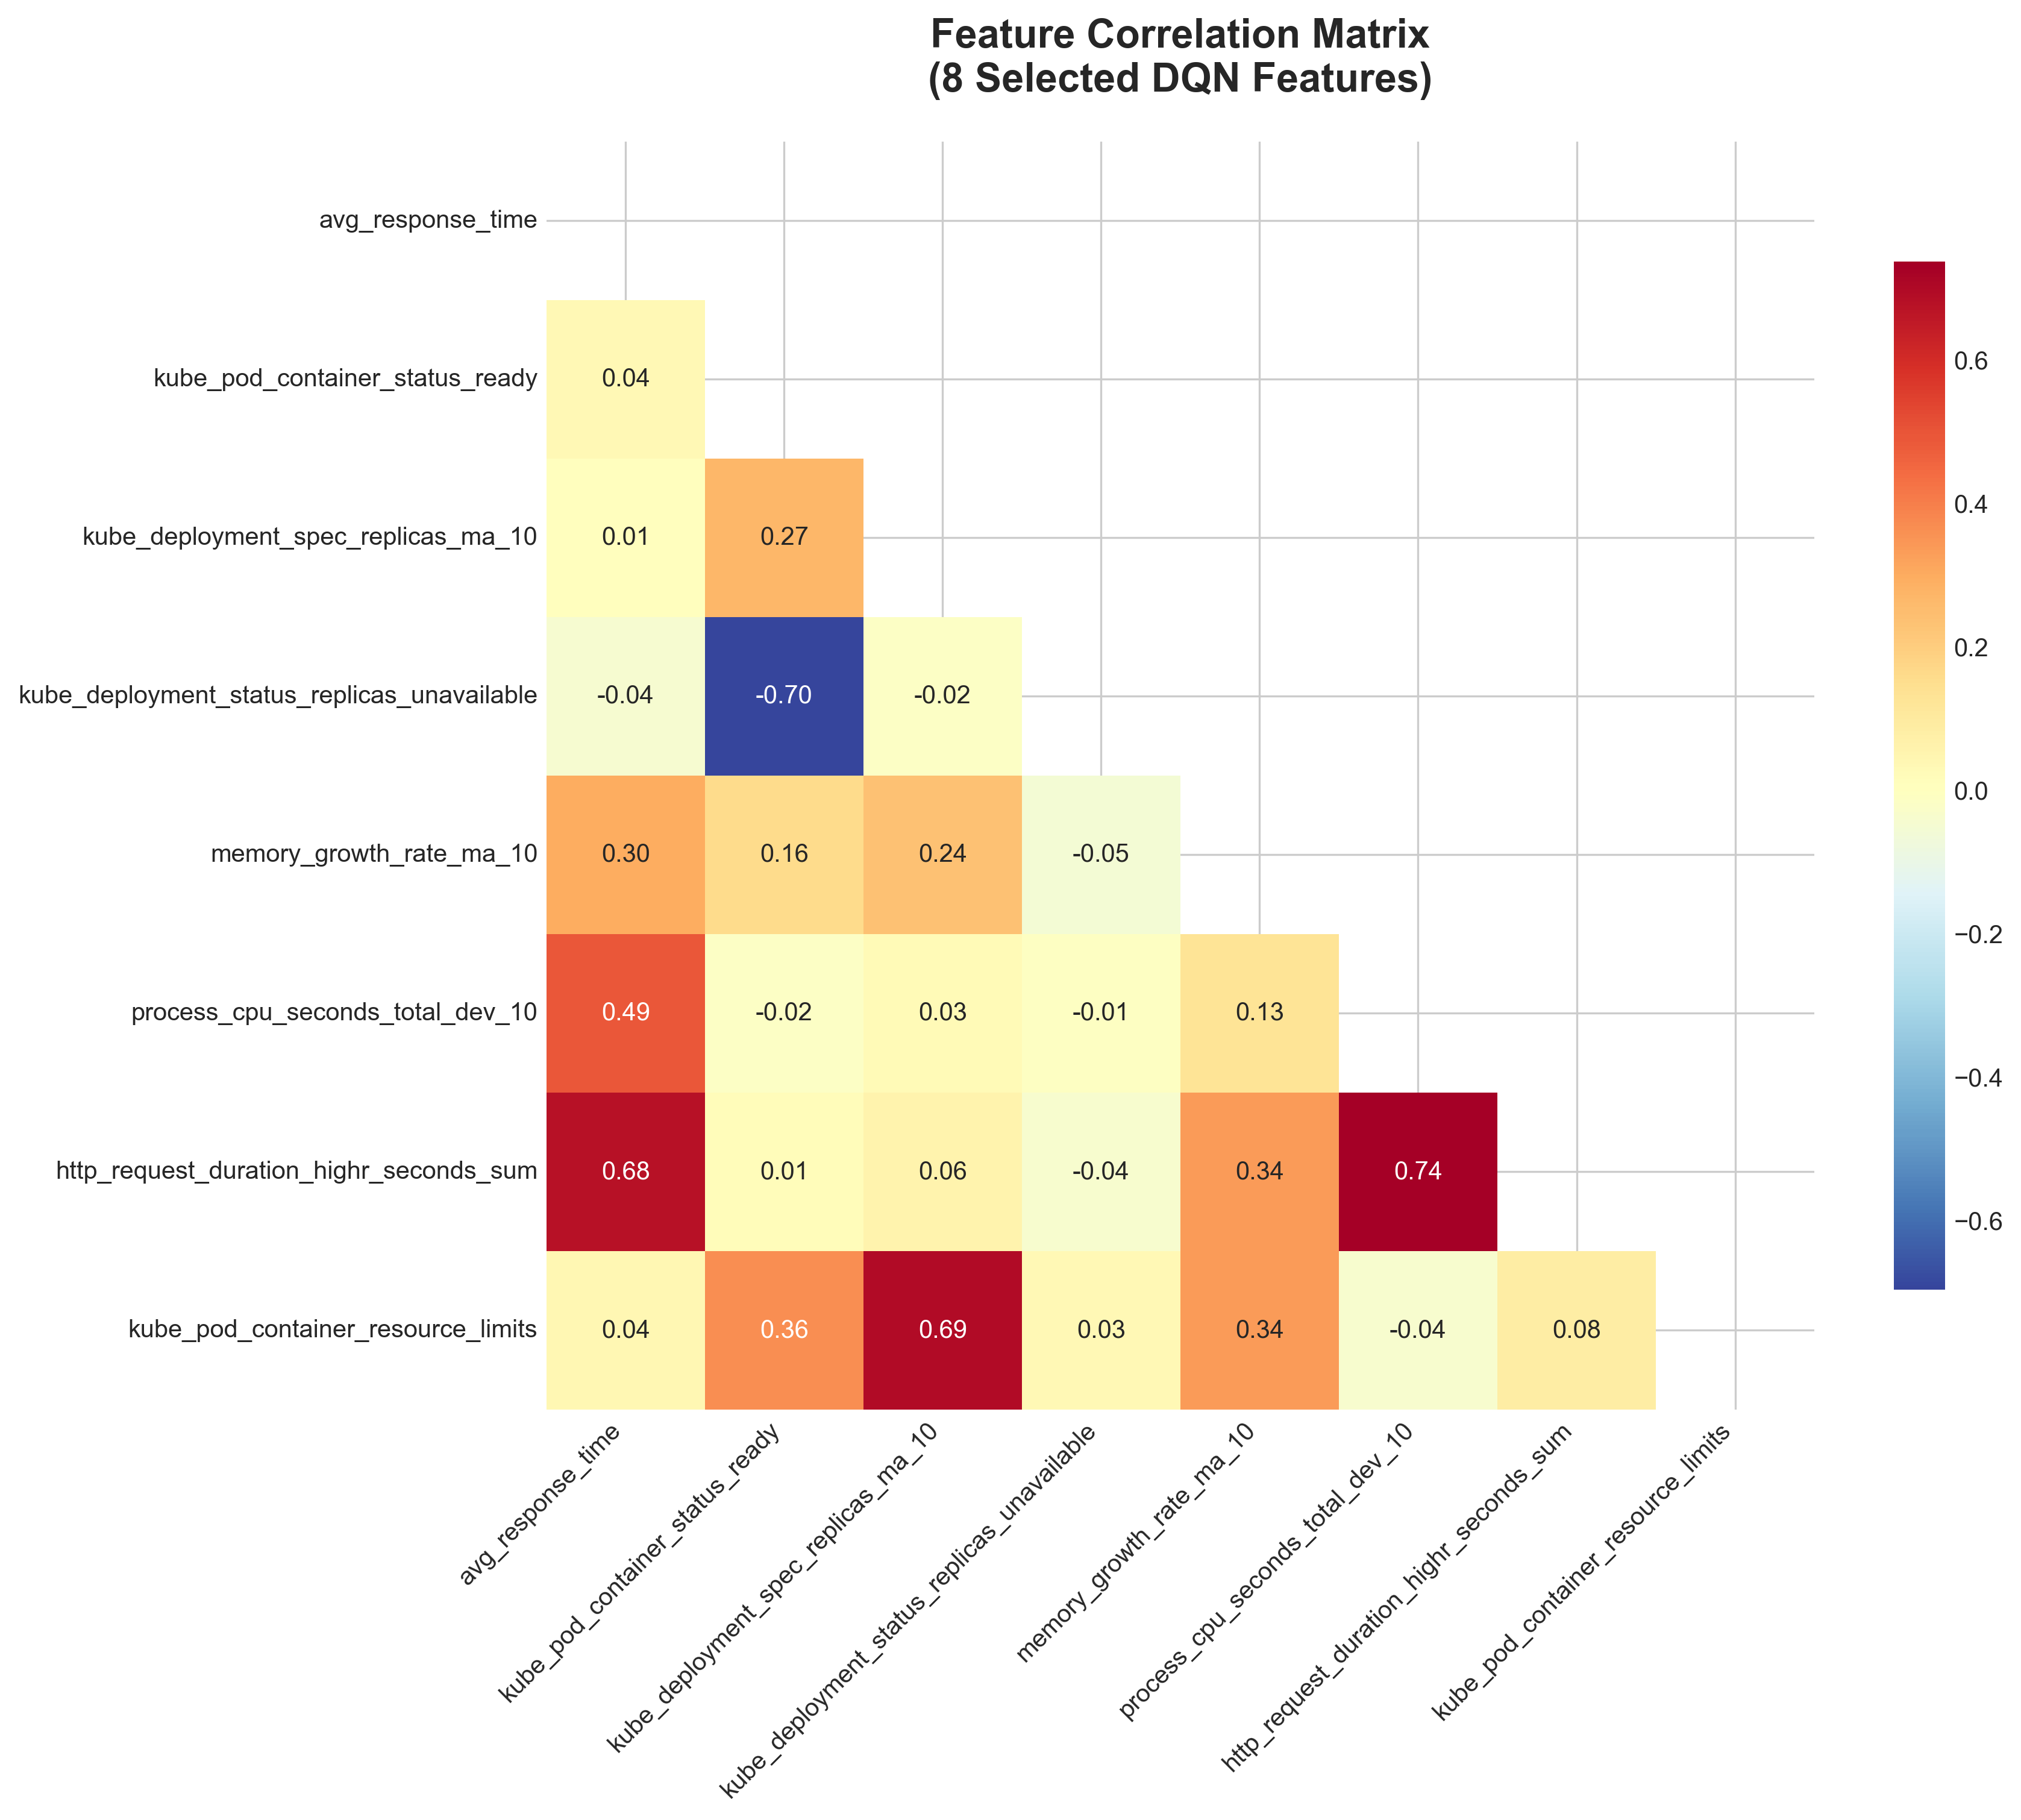 Feature Correlation Matrix
(8 Selected DQN Features)
avg_response_time
kube_pod_container_status_ready
0.04
kube_deployment_spec_replicas_ma_10
0.01 0.27
kube_deployment_status_replicas_unavailable
-0.04 -0.70 -0.02
memory_growth_rate_ma_10
0.30 0.16 0.24 -0.05
process_cpu_seconds_total_dev_10
0.49 -0.02 0.03 -0.01 0.13
http_request_duration_highr_seconds_sum
0.68 0.01 0.06 -0.04 0.34 0.74
kube_pod_container_resource_limits
0.04 0.36 0.69 0.03 0.34 -0.04 0.08
avg_response_time
kube_pod_container_status_ready
kube_deployment_spec_replicas_ma_10
kube_deployment_status_replicas_unavailable
memory_growth_rate_ma_10
process_cpu_seconds_total_dev_10
http_request_duration_highr_seconds_sum
kube_pod_container_resource_limits
0.6
0.4
0.2
0.0
−0.2
−0.4
−0.6